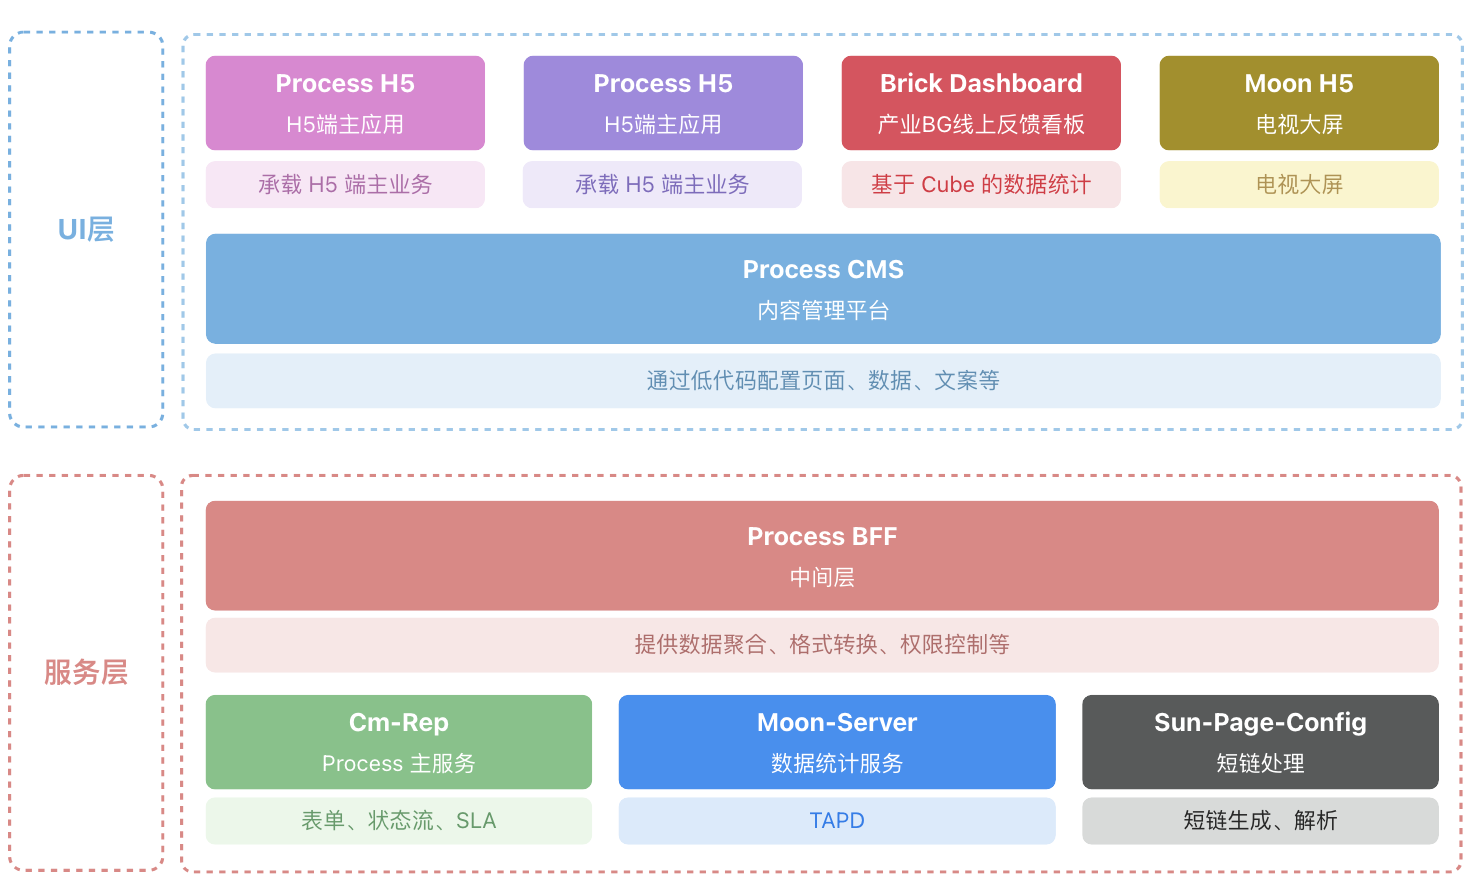 UI层
Process H5
H5端主应用
承载 H5 端主业务
Process H5
H5端主应用
承载 H5 端主业务
Brick Dashboard
产业BG线上反馈看板
基于 Cube 的数据统计
Moon H5
电视大屏
电视大屏
Process CMS
内容管理平台
通过低代码配置页面、数据、文案等
服务层
Process BFF
中间层
提供数据聚合、格式转换、权限控制等
Cm-Rep
Process 主服务
表单、状态流、SLA
Moon-Server
数据统计服务
TAPD
Sun-Page-Config
短链处理
短链生成、解析